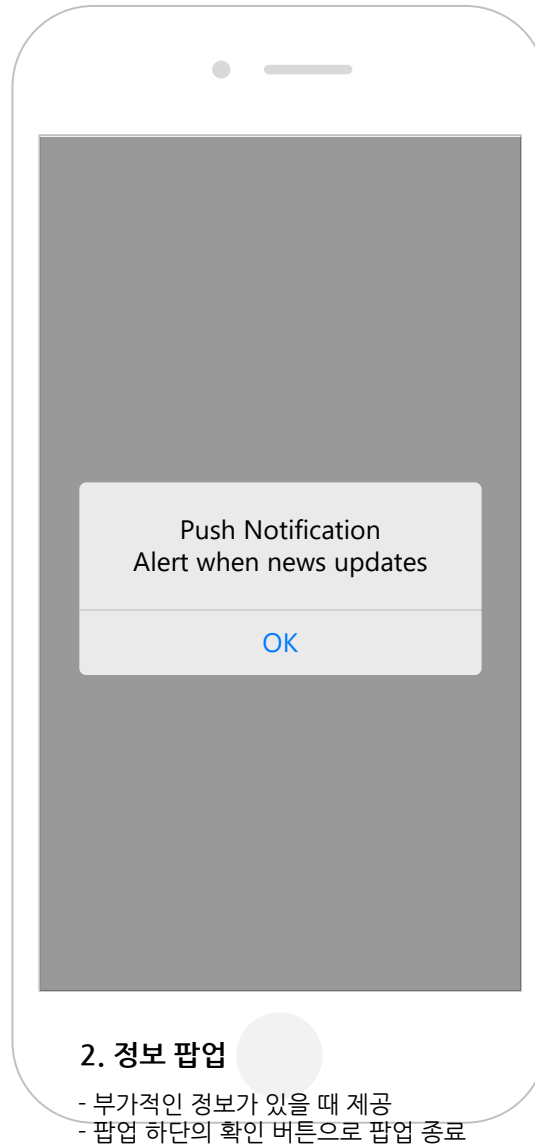 Push Notification
Alert when news updates
OK
2. 정보 팝업
- 부가적인 정보가 있을 때 제공
- 팝업 하단의 확인 버튼으로 팝업 종료